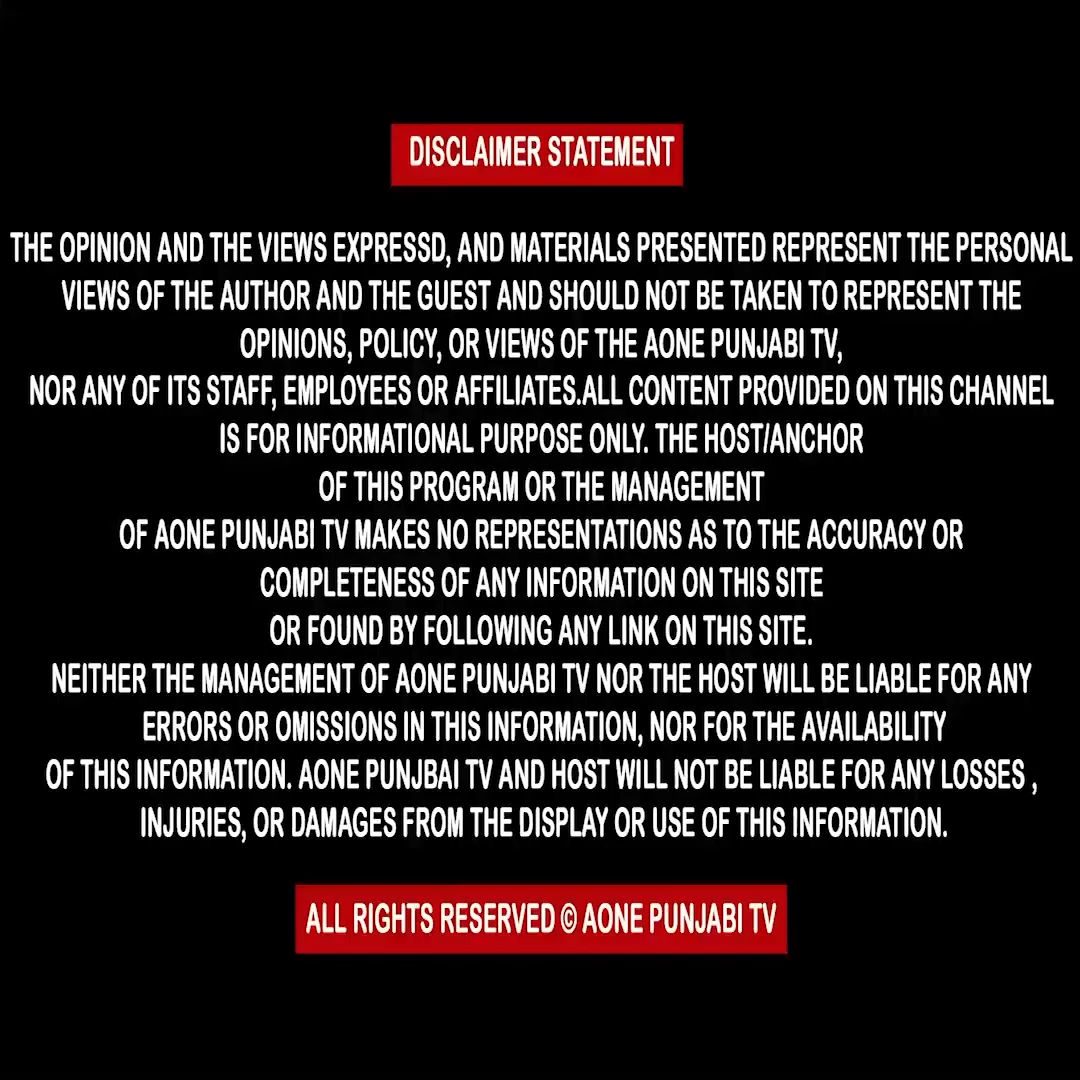 DISCLAIMER STATEMENT
THE OPINION AND THE VIEWS EXPRESSD, AND MATERIALS PRESENTED REPRESENT THE PERSONAL
VIEWS OF THE AUTHOR AND THE GUEST AND SHOULD NOT BE TAKEN TO REPRESENT THE
OPINIONS, POLICY, OR VIEWS OF THE AONE PUNJABI TV,
NOR ANY OF ITS STAFF, EMPLOYEES OR AFFILIATES.ALL CONTENT PROVIDED ON THIS CHANNEL
IS FOR INFORMATIONAL PURPOSE ONLY. THE HOST/ANCHOR
OF THIS PROGRAM OR THE MANAGEMENT
OF AONE PUNJABI TV MAKES NO REPRESENTATIONS AS TO THE ACCURACY OR
COMPLETENESS OF ANY INFORMATION ON THIS SITE
OR FOUND BY FOLLOWING ANY LINK ON THIS SITE.
NEITHER THE MANAGEMENT OF AONE PUNJABI TV NOR THE HOST WILL BE LIABLE FOR ANY
ERRORS OR OMISSIONS IN THIS INFORMATION, NOR FOR THE AVAILABILITY
OF THIS INFORMATION. AONE PUNJBAI TV AND HOST WILL NOT BE LIABLE FOR ANY LOSSES ,
INJURIES, OR DAMAGES FROM THE DISPLAY OR USE OF THIS INFORMATION.
ALL RIGHTS RESERVED © AONE PUNJABI TV